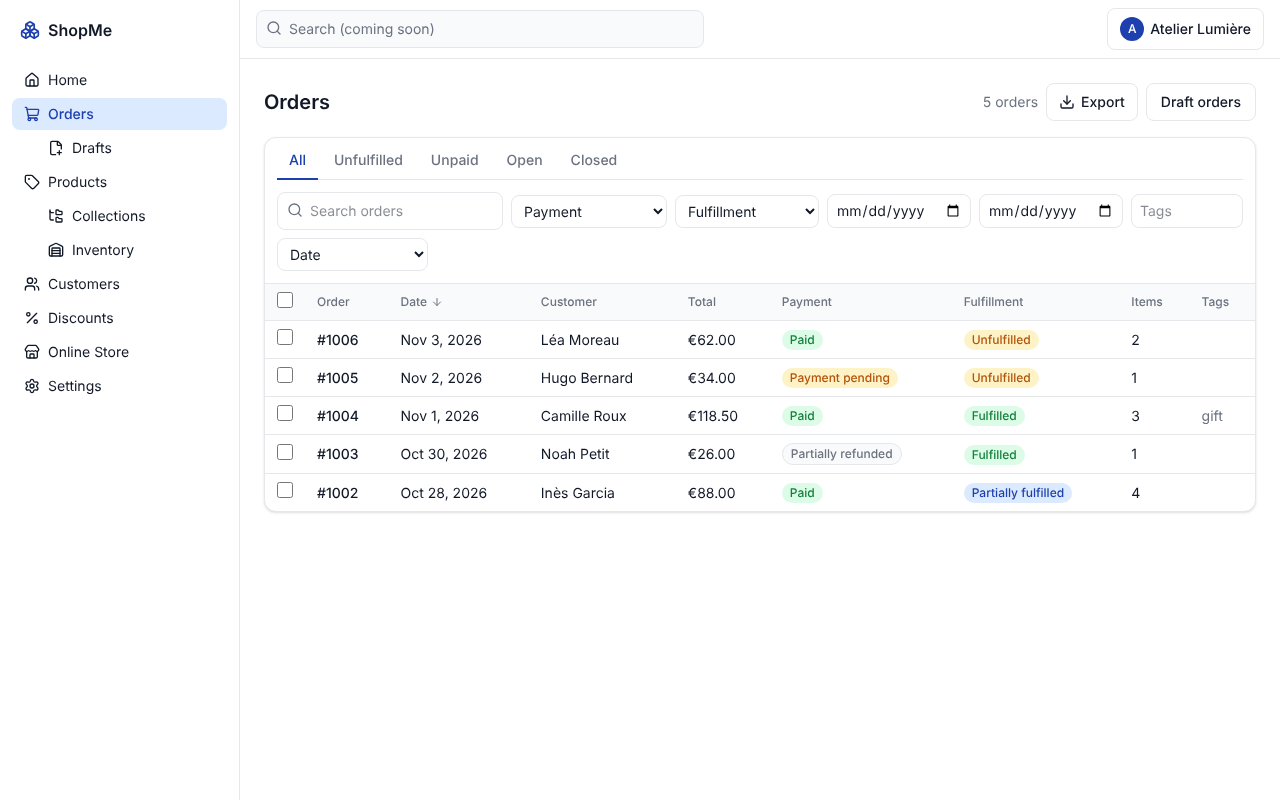 ShopMe
Search (coming soon)
A Atelier Lumière
Home
Orders
Drafts
Products
Collections
Inventory
Customers
Discounts
Online Store
Settings
Orders
5 orders Export Draft orders
All Unfulfilled Unpaid Open Closed
Search orders Payment Fulfillment mm/dd/yyyy mm/dd/yyyy Tags
Date
Order Date Customer Total Payment Fulfillment Items Tags
#1006 Nov 3, 2026 Léa Moreau €62.00 Paid Unfulfilled 2
#1005 Nov 2, 2026 Hugo Bernard €34.00 Payment pending Unfulfilled 1
#1004 Nov 1, 2026 Camille Roux €118.50 Paid Fulfilled 3 gift
#1003 Oct 30, 2026 Noah Petit €26.00 Partially refunded Fulfilled 1
#1002 Oct 28, 2026 Inès Garcia €88.00 Paid Partially fulfilled 4